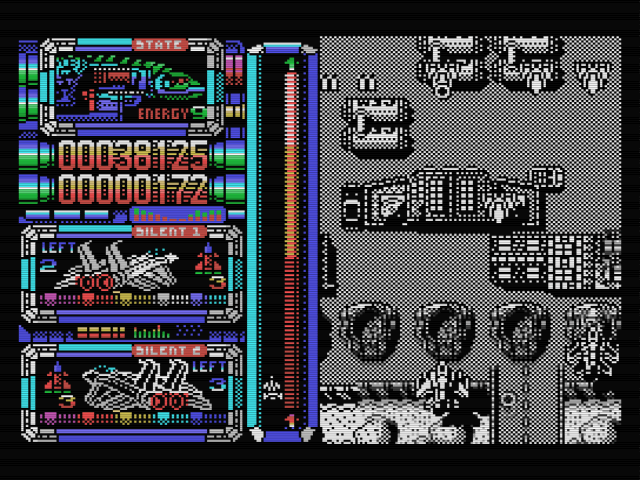 STATE
1
ENERGY 9
00038125
00000172
SILENT 1
LEFT
2
3
SILENT 2
LEFT
3
3
1